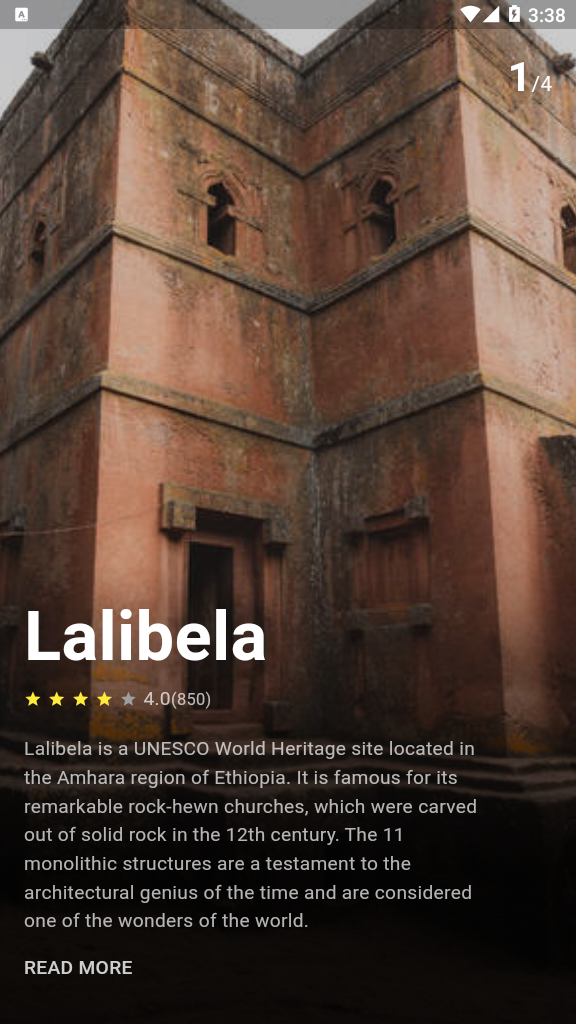 A
3:38
1/4
Lalibela
4.0(850)
Lalibela is a UNESCO World Heritage site located in
the Amhara region of Ethiopia. It is famous for its
remarkable rock-hewn churches, which were carved
out of solid rock in the 12th century. The 11
monolithic structures are a testament to the
architectural genius of the time and are considered
one of the wonders of the world.
READ MORE